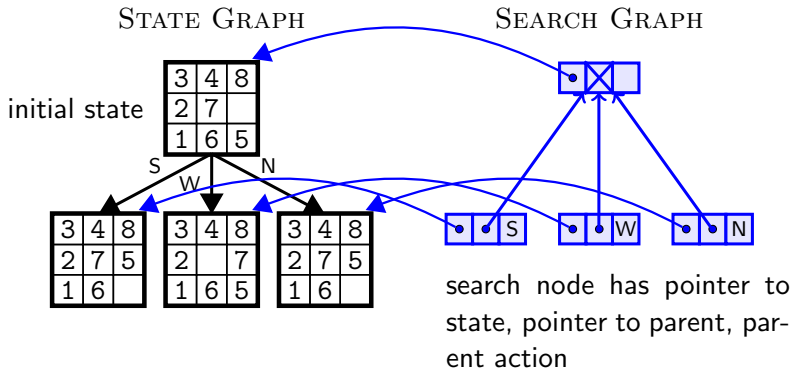 STATE GRAPH
SEARCH GRAPH
3 4 8
initial state
2 7
1 6 5
S
N
W
3 4 8
2 7 5
1 6
3 4 8
2 7
1 6 5
3 4 8
2 7 5
1 6
S
W
N
search node has pointer to
state, pointer to parent, par-
ent action